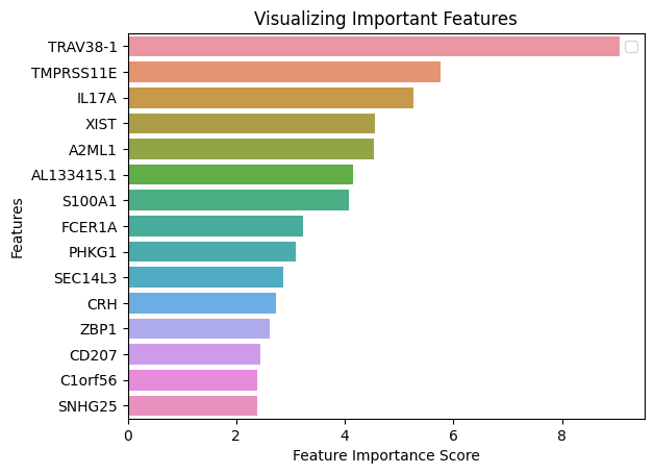 Visualizing Important Features
TRAV38-1
TMPRSS11E
IL17A
XIST
A2ML1
AL133415.1
S100A1
FCER1A
PHKG1
SEC14L3
CRH
ZBP1
CD207
C1orf56
SNHG25
Features
0 2 4 6 8
Feature Importance Score